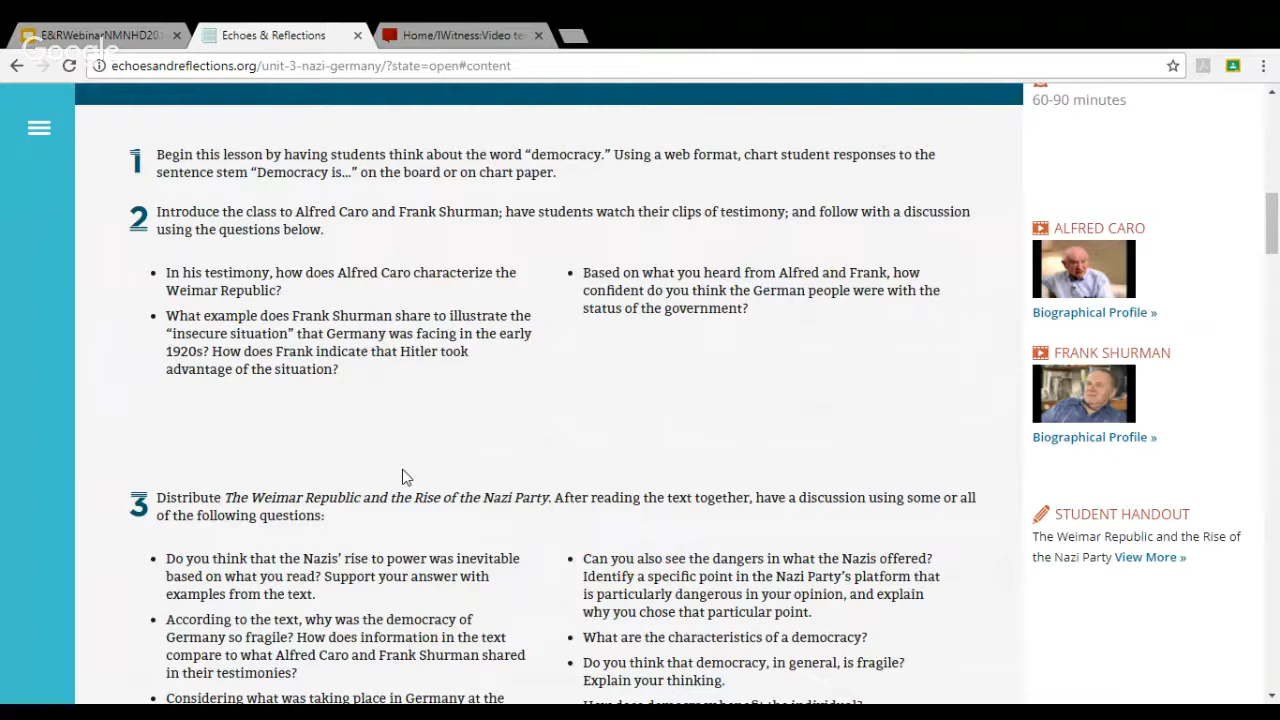 E&RWebinarNMNHD20
Echoes & Reflections
Home/IWitness:Video te
Google
echoesandreflections.org/unit-3-nazi-germany/?state=open#content
60-90 minutes
1 Begin this lesson by having students think about the word “democracy.” Using a web format, chart student responses to the
sentence stem “Democracy is...” on the board or on chart paper.
2 Introduce the class to Alfred Caro and Frank Shurman; have students watch their clips of testimony; and follow with a discussion
using the questions below.
• In his testimony, how does Alfred Caro characterize the
Weimar Republic?
• What example does Frank Shurman share to illustrate the
“insecure situation” that Germany was facing in the early
1920s? How does Frank indicate that Hitler took
advantage of the situation?
• Based on what you heard from Alfred and Frank, how
confident do you think the German people were with the
status of the government?
3 Distribute The Weimar Republic and the Rise of the Nazi Party. After reading the text together, have a discussion using some or all
of the following questions:
• Do you think that the Nazis’ rise to power was inevitable
based on what you read? Support your answer with
examples from the text.
• According to the text, why was the democracy of
Germany so fragile? How does information in the text
compare to what Alfred Caro and Frank Shurman shared
in their testimonies?
• Considering what was taking place in Germany at the
• Can you also see the dangers in what the Nazis offered?
Identify a specific point in the Nazi Party’s platform that
is particularly dangerous in your opinion, and explain
why you chose that particular point.
• What are the characteristics of a democracy?
• Do you think that democracy, in general, is fragile?
Explain your thinking.
How does democracy benefit the individual?
ALFRED CARO
Biographical Profile »
FRANK SHURMAN
Biographical Profile »
STUDENT HANDOUT
The Weimar Republic and the Rise of
the Nazi Party View More »